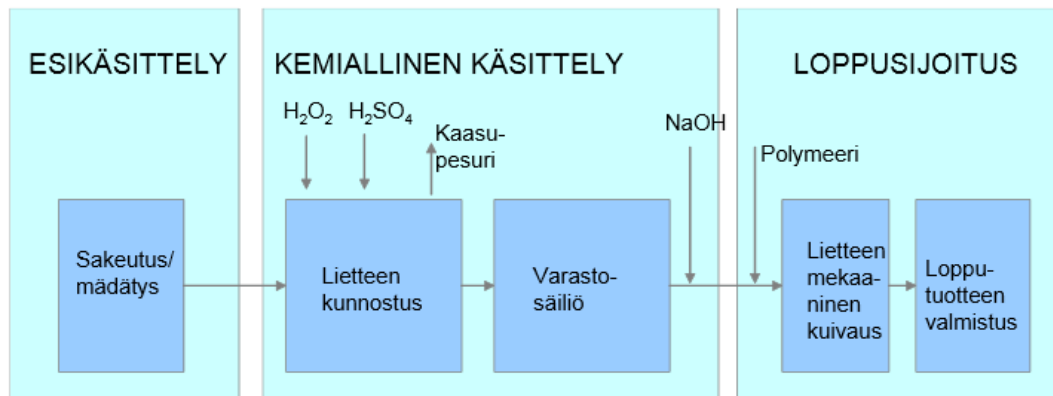 ESIKÄSITTELY
KEMIALLINEN KÄSITTELY
LOPPUSIJOITUS
H₂O₂
H₂SO₄
Kaasu-
pesuri
NaOH
Polymeeri
Sakeutus/
mädätys
Lietteen
kunnostus
Varasto-
säiliö
Lietteen
mekaa-
ninen
kuivaus
Loppu-
tuotteen
valmistus